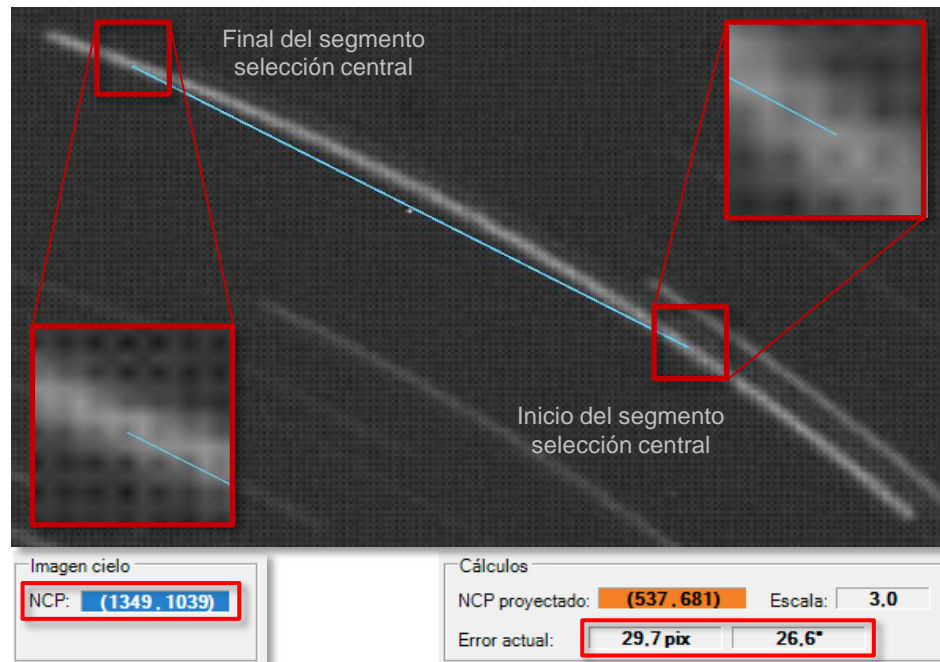 Final del segmento
selección central
Inicio del segmento
selección central
Imagen cielo
NCP: (1349 , 1039)
Cálculos
NCP proyectado: (537 , 681) Escala: 3,0
Error actual: 29,7 pix 26,6"